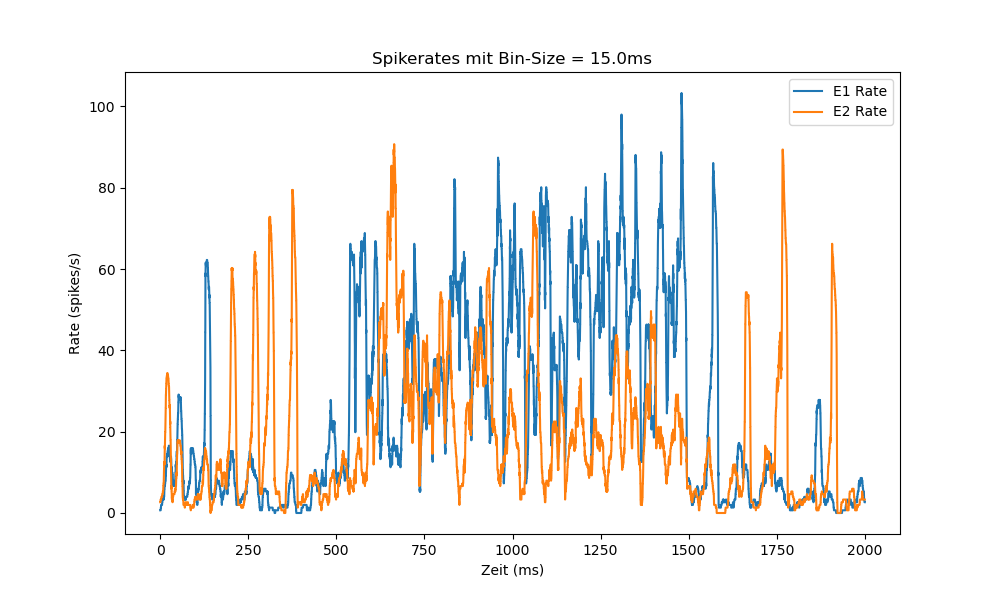 Spikerates mit Bin-Size = 15.0ms
E1 Rate
E2 Rate
Rate (spikes/s)
100
80
60
40
20
0
0 250 500 750 1000 1250 1500 1750 2000
Zeit (ms)